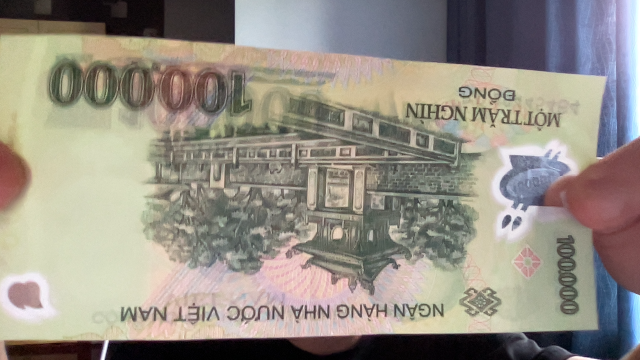 NGÂN HÀNG NHÀ NƯỚC VIỆT NAM
100.000
MỘT TRĂM NGHÌN
ĐỒNG
100.000